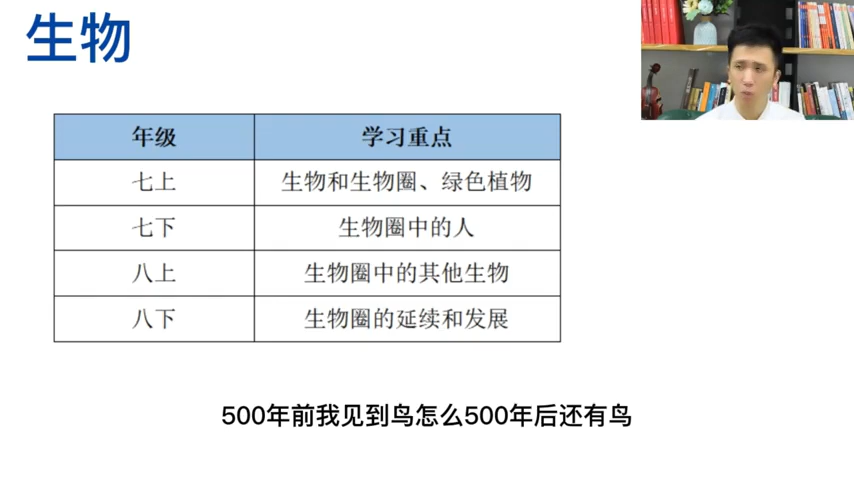 生物
年级 学习重点
七上 生物和生物圈、绿色植物
七下 生物圈中的人
八上 生物圈中的其他生物
八下 生物圈的延续和发展
500年前我见到鸟怎么500年后还有鸟